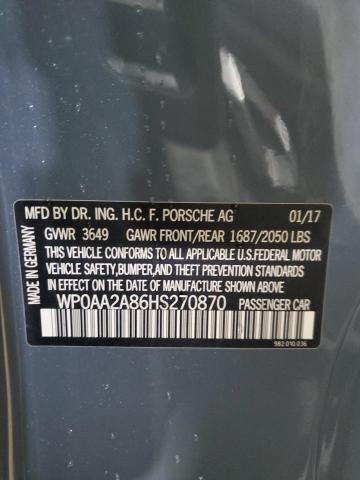 MFD BY DR. ING. H.C. F. PORSCHE AG 01/17
GVWR 3649 GAWR FRONT/REAR 1687/2050 LBS
THIS VEHICLE CONFORMS TO ALL APPLICABLE U.S.FEDERAL MOTOR
VEHICLE SAFETY,BUMPER,AND THEFT PREVENTION STANDARDS IN
EFFECT ON THE DATE OF MANUFACTURE SHOWN ABOVE.
WP0AA2A86HS270870 PASSENGER CAR
982.010.036
MADE IN GERMANY